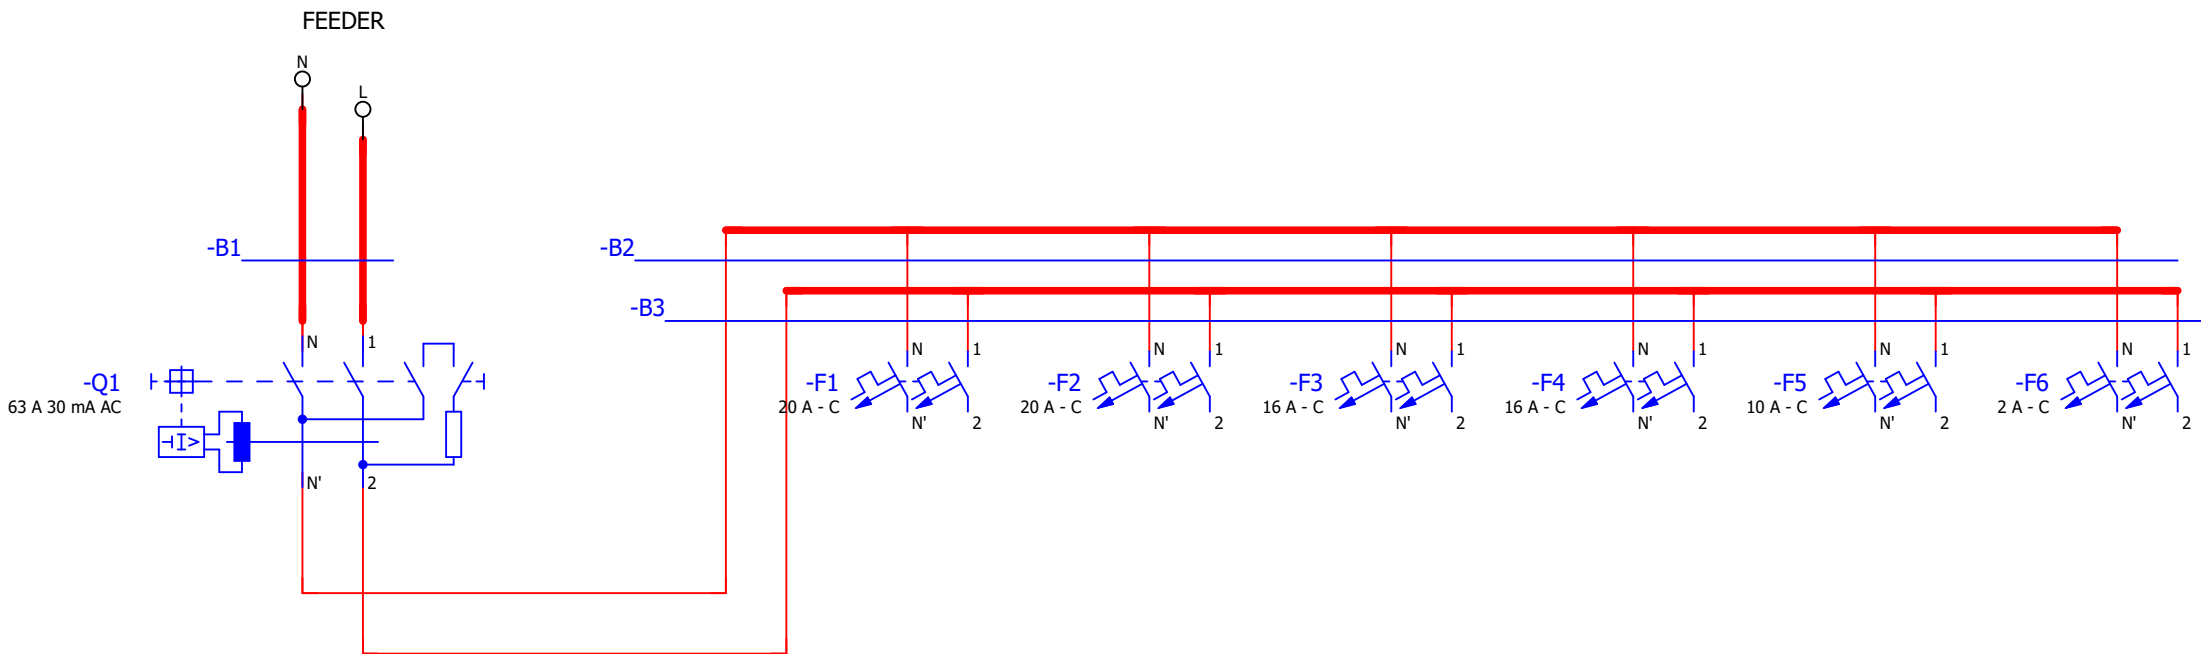 FEEDER
N
L
-B1
-B2
-B3
N 1
-Q1
63 A 30 mA AC
I>
N' 2
N 1
-F1
20 A - C
N' 2
N 1
-F2
20 A - C
N' 2
N 1
-F3
16 A - C
N' 2
N 1
-F4
16 A - C
N' 2
N 1
-F5
10 A - C
N' 2
N 1
-F6
2 A - C
N' 2